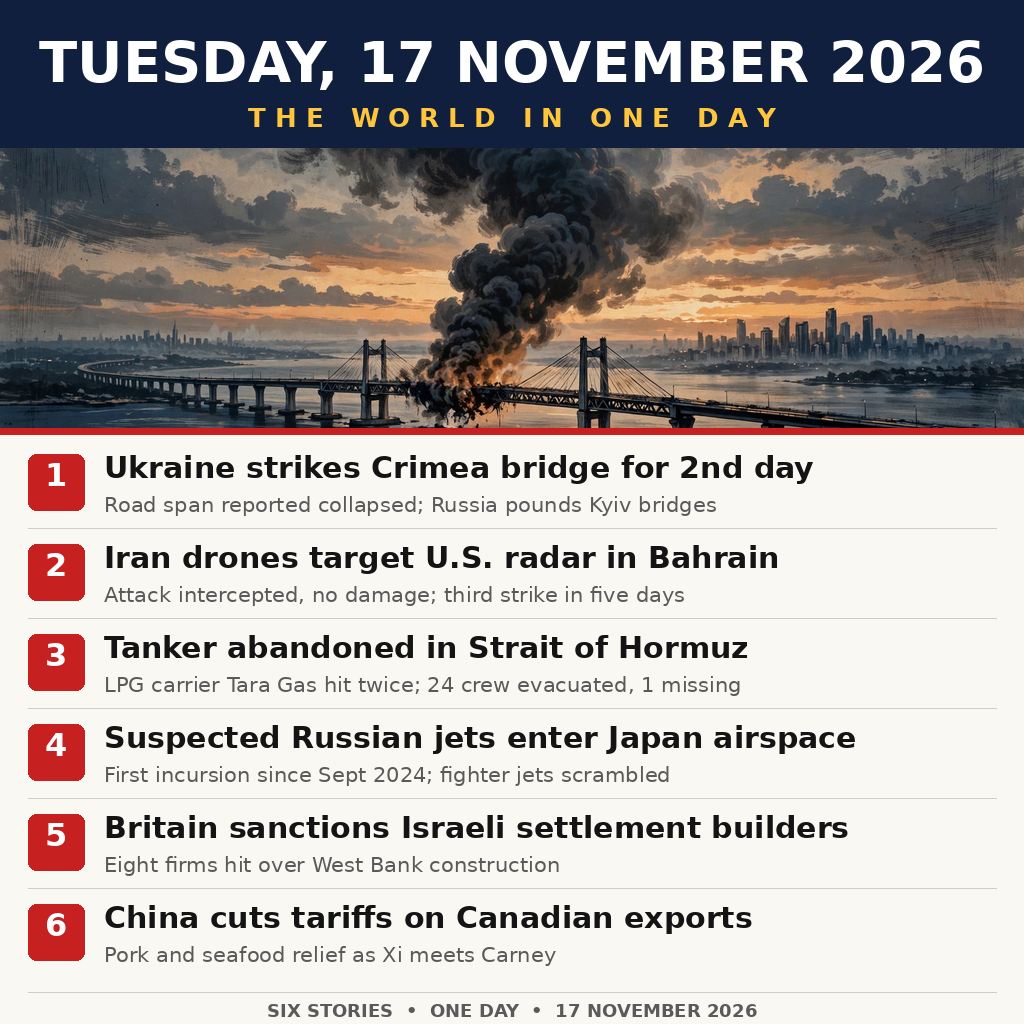 TUESDAY, 17 NOVEMBER 2026
THE WORLD IN ONE DAY
1
Ukraine strikes Crimea bridge for 2nd day
Road span reported collapsed; Russia pounds Kyiv bridges
2
Iran drones target U.S. radar in Bahrain
Attack intercepted, no damage; third strike in five days
3
Tanker abandoned in Strait of Hormuz
LPG carrier Tara Gas hit twice; 24 crew evacuated, 1 missing
4
Suspected Russian jets enter Japan airspace
First incursion since Sept 2024; fighter jets scrambled
5
Britain sanctions Israeli settlement builders
Eight firms hit over West Bank construction
6
China cuts tariffs on Canadian exports
Pork and seafood relief as Xi meets Carney
SIX STORIES • ONE DAY • 17 NOVEMBER 2026